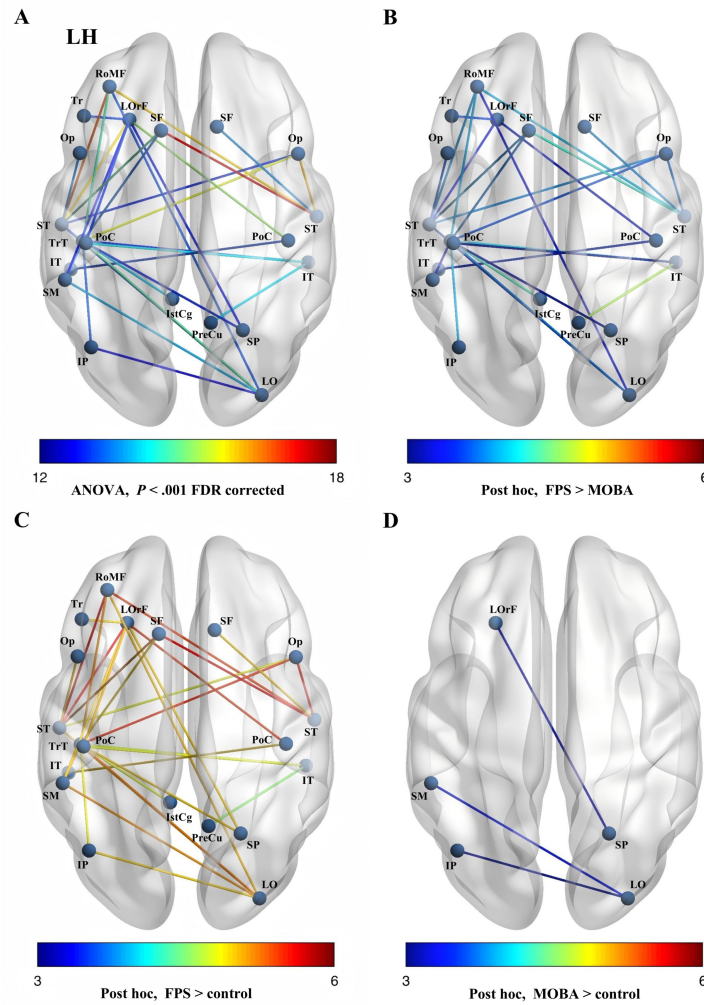 A
LH
RoMF
Tr
LOrF
SF
SF
Op
Op
ST
ST
TrT
PoC
PoC
IT
IT
SM
IstCg
PreCu
SP
IP
LO
12
18
ANOVA, P < .001 FDR corrected
B
RoMF
Tr
LOrF
SF
SF
Op
Op
ST
ST
TrT
PoC
PoC
IT
IT
SM
IstCg
PreCu
SP
IP
LO
3
6
Post hoc, FPS > MOBA
C
RoMF
Tr
LOrF
SF
SF
Op
Op
ST
ST
TrT
PoC
PoC
IT
IT
SM
IstCg
PreCu
SP
IP
LO
3
6
Post hoc, FPS > control
D
LOrF
SM
SP
IP
LO
3
6
Post hoc, MOBA > control